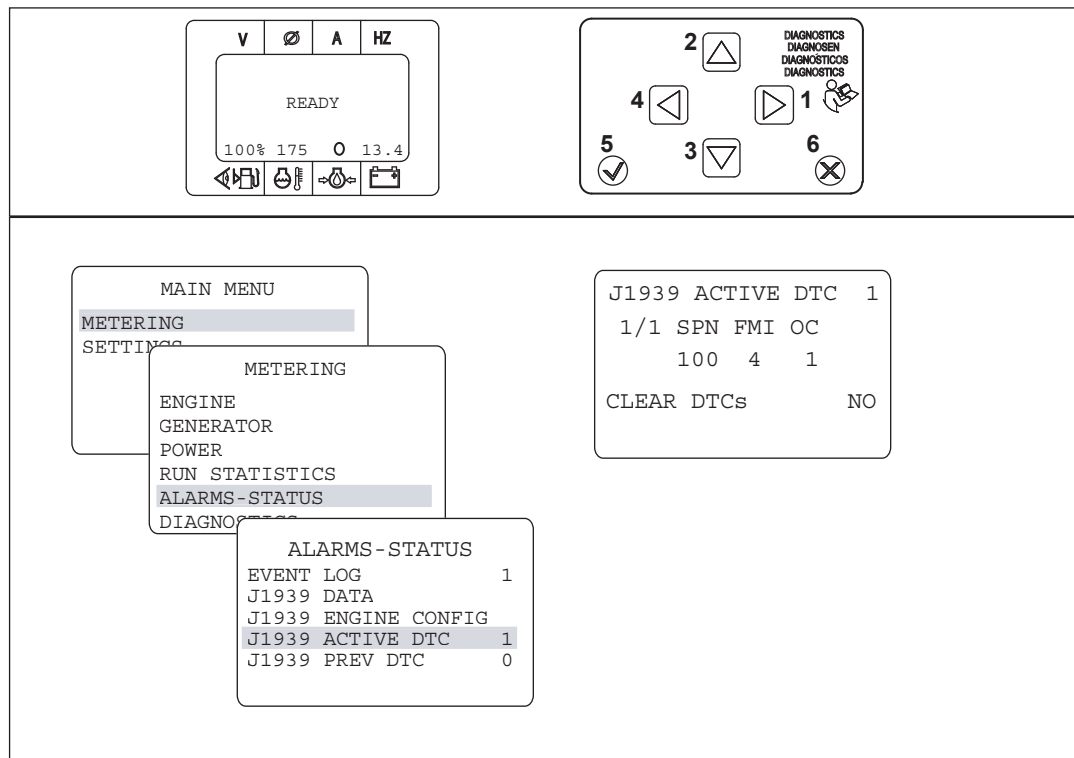 V Ø A HZ
READY
100% 175 O 13.4
2
DIAGNOSTICS
DIAGNOSEN
DIAGNÓSTICOS
DIAGNOSTICS
4
1
5
3
6
MAIN MENU
METERING
SETTINGS
METERING
ENGINE
GENERATOR
POWER
RUN STATISTICS
ALARMS-STATUS
DIAGNOSTICS
ALARMS-STATUS
EVENT LOG 1
J1939 DATA
J1939 ENGINE CONFIG
J1939 ACTIVE DTC 1
J1939 PREV DTC 0
J1939 ACTIVE DTC 1
1/1 SPN FMI OC
100 4 1
CLEAR DTCs NO